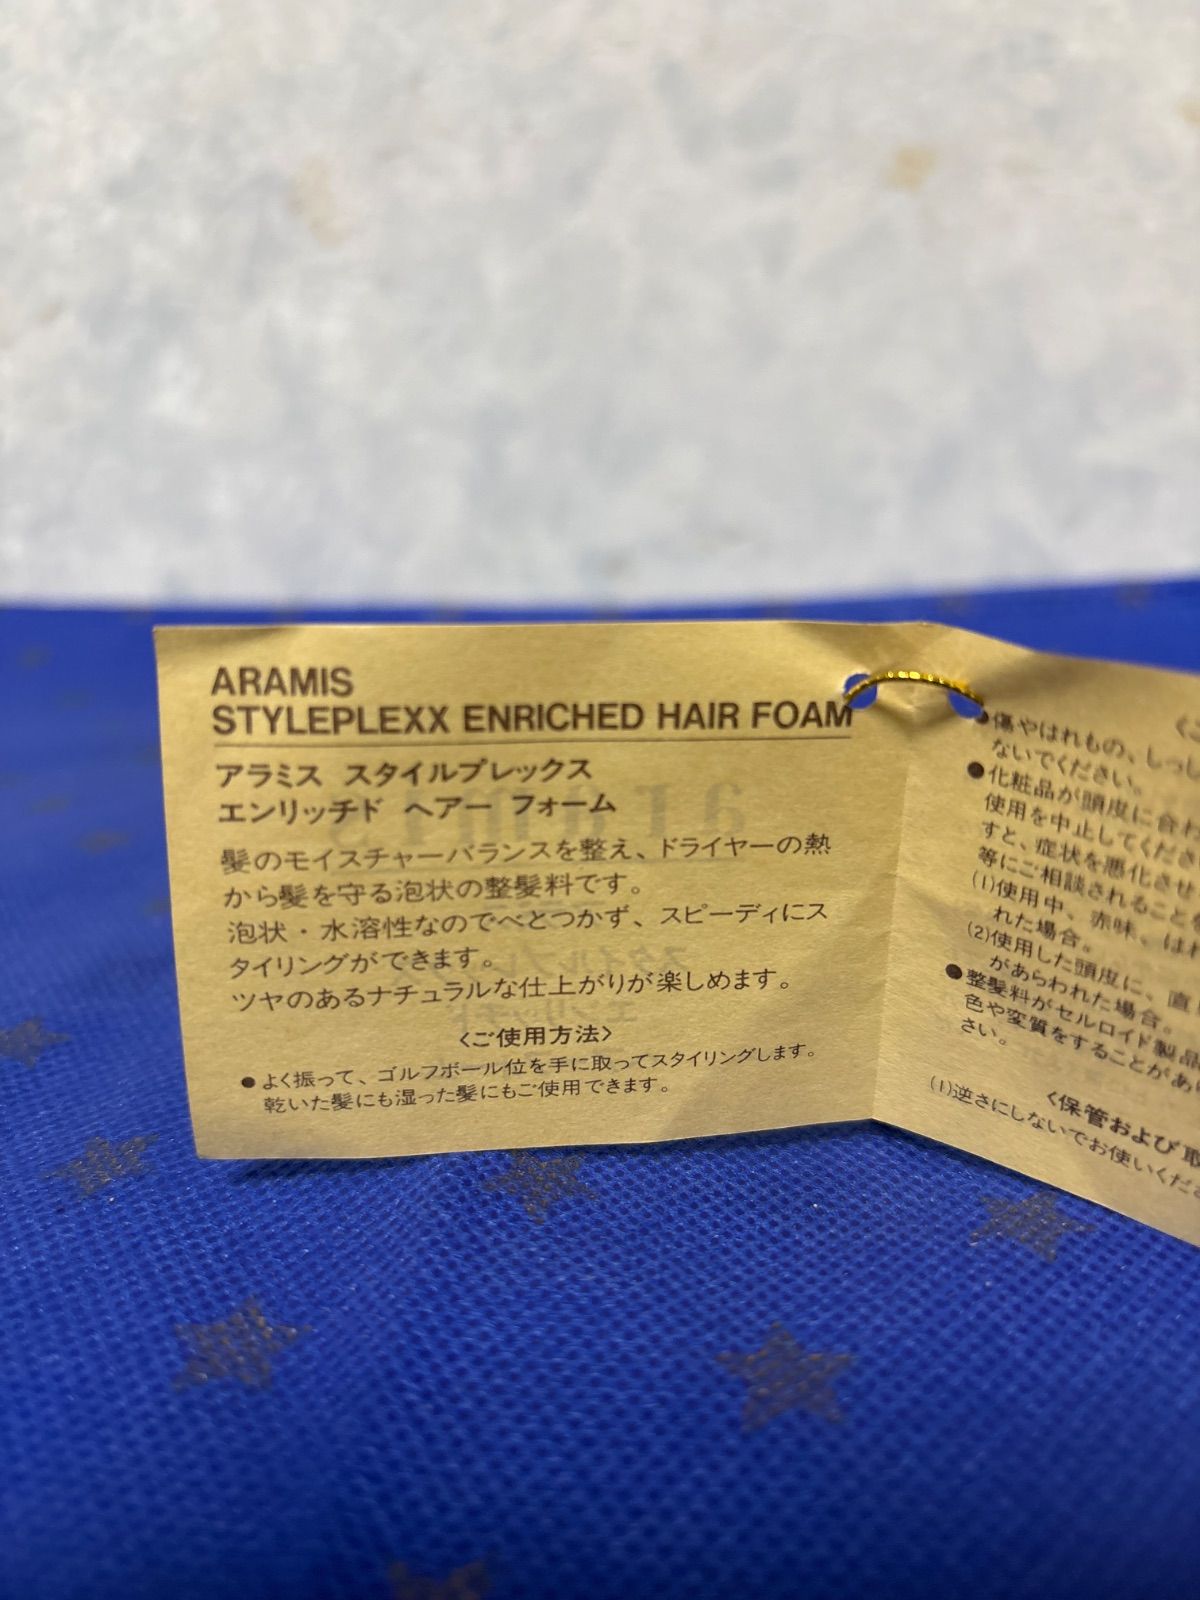 ARAMIS
STYLEPLEXX ENRICHED HAIR FOAM
アラミス スタイルプレックス
エンリッチド ヘアー フォーム
髪のモイスチャーバランスを整え、ドライヤーの熱
から髪を守る泡状の整髪料です。
泡状・水溶性なのでべとつかず、スピーディにス
タイリングができます。
ツヤのあるナチュラルな仕上がりが楽しめます。
〈ご使用方法〉
●よく振って、ゴルフボール位を手に取ってスタイリングします。
乾いた髪にも湿った髪にもご使用できます。
●傷やはれもの、しっし
ないでください。
●化粧品が頭皮に合わ
使用を中止してくださ
すと、症状を悪化させ
等にご相談されることを
(1)使用中、赤味、はれ
れた場合。
(2)使用した頭皮に、直
があらわれた場合。
●整髪料がセルロイド製品
色や変質をすることがあ
さい。
〈保管および取
(1)逆さにしないでお使いくださ